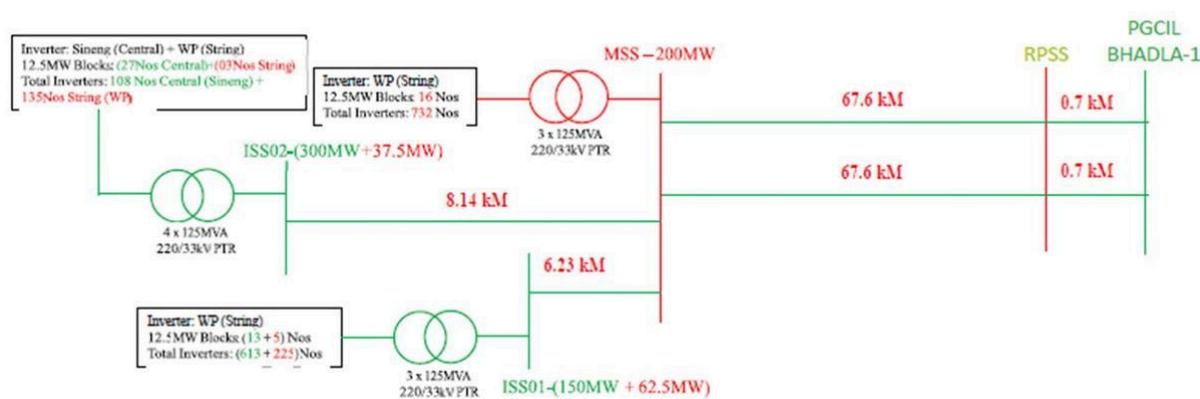 Inverter: Sineng (Central) + WP (String)
12.5MW Blocks: (27Nos Central)+(03Nos String)
Total Inverters: 108 Nos Central (Sineng) +
135Nos String (WP)
Inverter: WP (String)
12.5MW Blocks: 16 Nos
Total Inverters: 732 Nos
MSS – 200MW
3 x 125MVA
220/33kV PTR
RPSS
PGCIL
BHADLA-1
67.6 kM
0.7 kM
ISS02-(300MW+37.5MW)
67.6 kM
0.7 kM
4 x 125MVA
220/33kV PTR
8.14 kM
6.23 kM
Inverter: WP (String)
12.5MW Blocks: (13 + 5) Nos
Total Inverters: (613 + 225)Nos
3 x 125MVA
220/33kV PTR
ISS01-(150MW + 62.5MW)